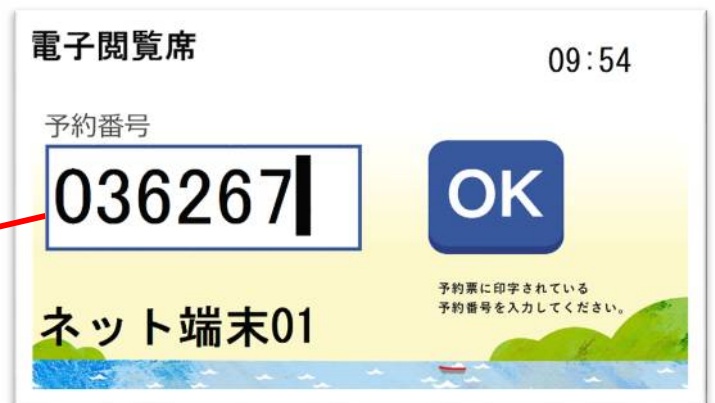 電子閲覧席
09:54
予約番号
036267
OK
予約票に印字されている
予約番号を入力してください。
ネット端末01